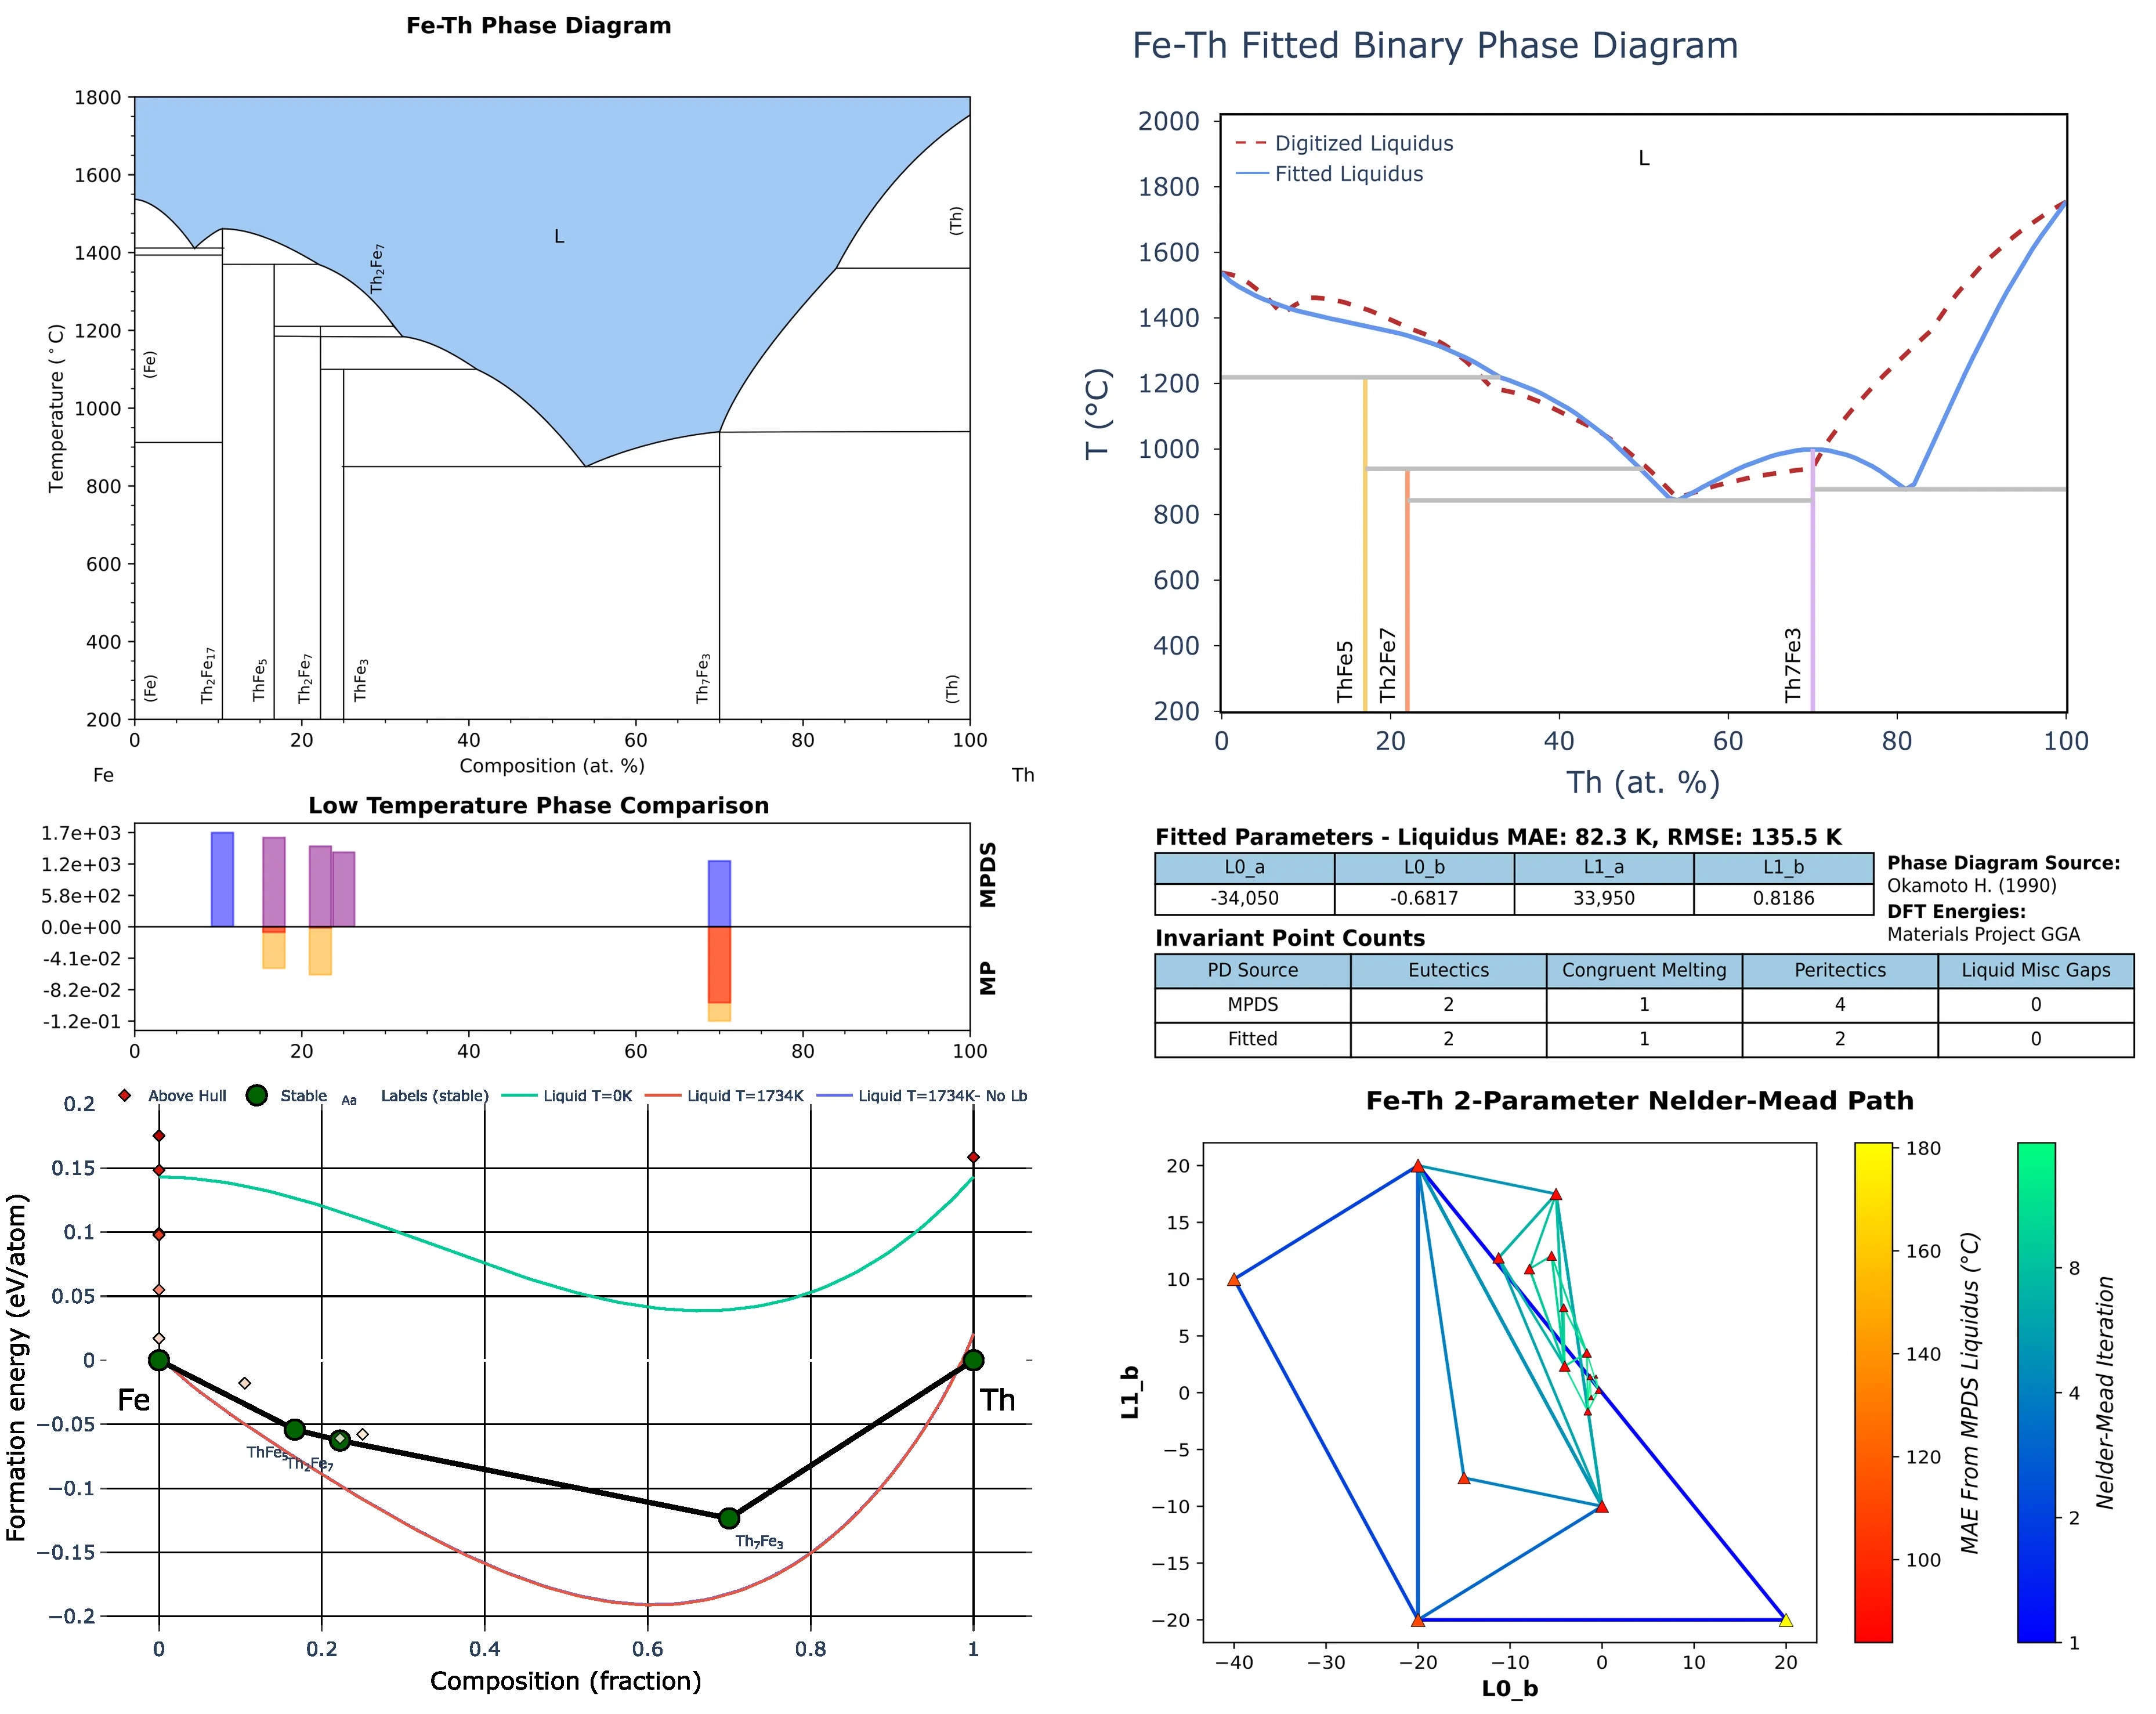 Fe-Th Phase Diagram
1800
1600
1400
1200
1000
800
600
400
200
Temperature (°C)
L
Th₂Fe₇
(Fe)
(Th)
(Fe)
Th₂Fe₁₇
ThFe₅
Th₂Fe₇
ThFe₃
Th₇Fe₃
(Th)
0 20 40 60 80 100
Composition (at. %)
Fe Th
Low Temperature Phase Comparison
1.7e+03
1.2e+03
5.8e+02
0.0e+00
-4.1e-02
-8.2e-02
-1.2e-01
MPDS
MP
0 20 40 60 80 100
Above Hull Stable Aa Labels (stable) Liquid T=0K Liquid T=1734K Liquid T=1734K- No Lb
0.2
0.15
0.1
0.05
0
−0.05
−0.1
−0.15
−0.2
Formation energy (eV/atom)
Fe
Th
ThFe₅
Th₂Fe₇
Th₇Fe₃
0 0.2 0.4 0.6 0.8 1
Composition (fraction)
Fe-Th Fitted Binary Phase Diagram
2000
1800
1600
1400
1200
1000
800
600
400
200
T (°C)
Digitized Liquidus
Fitted Liquidus
L
ThFe5
Th2Fe7
Th7Fe3
0 20 40 60 80 100
Th (at. %)
Fitted Parameters - Liquidus MAE: 82.3 K, RMSE: 135.5 K
L0_a L0_b L1_a L1_b
-34,050 -0.6817 33,950 0.8186
Phase Diagram Source:
Okamoto H. (1990)
DFT Energies:
Materials Project GGA
Invariant Point Counts
PD Source Eutectics Congruent Melting Peritectics Liquid Misc Gaps
MPDS 2 1 4 0
Fitted 2 1 2 0
Fe-Th 2-Parameter Nelder-Mead Path
20
15
10
5
0
−5
−10
−15
−20
L1_b
−40 −30 −20 −10 0 10 20
L0_b
180
160
140
120
100
MAE From MPDS Liquidus (°C)
8
4
2
1
Nelder-Mead Iteration